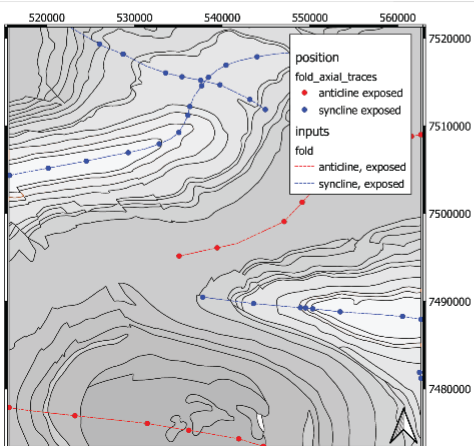 520000 530000 540000 550000 560000
position
fold_axial_traces
anticline exposed
syncline exposed
inputs
fold
anticline, exposed
syncline, exposed
7520000
7510000
7500000
7490000
7480000